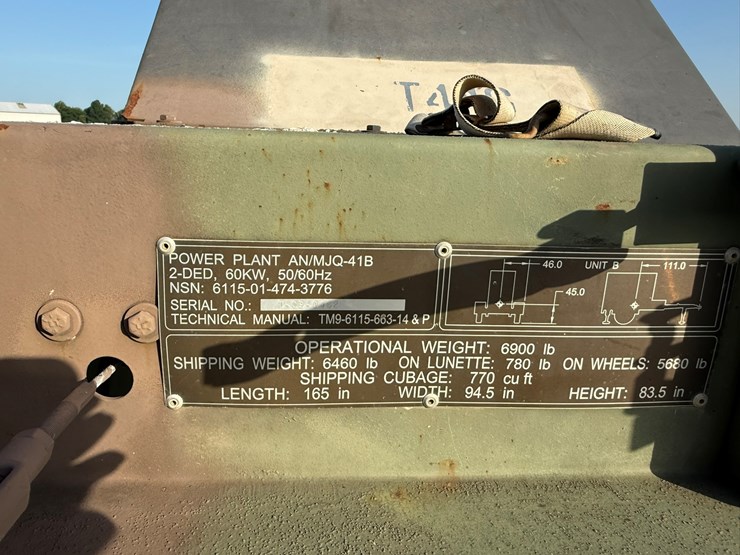 POWER PLANT AN/MJQ-41B
2-DED, 60KW, 50/60Hz
NSN: 6115-01-474-3776
SERIAL NO.:
TECHNICAL MANUAL: TM9-6115-663-14 & P
46.0 UNIT B 111.0
45.0
OPERATIONAL WEIGHT: 6900 lb
SHIPPING WEIGHT: 6460 lb ON LUNETTE: 780 lb ON WHEELS: 5680 lb
SHIPPING CUBAGE: 770 cu ft
LENGTH: 165 in WIDTH: 94.5 in HEIGHT: 83.5 in